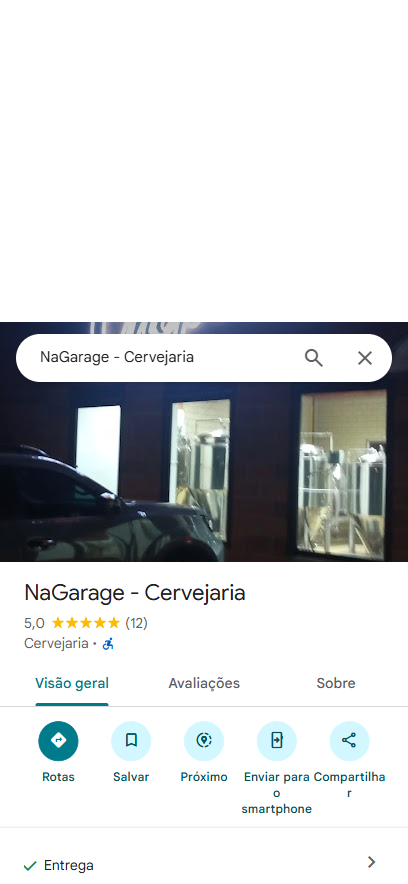 NaGarage - Cervejaria
NaGarage - Cervejaria
5,0 (12)
Cervejaria ·
Visão geral
Avaliações
Sobre
Rotas
Salvar
Próximo
Enviar para
o
smartphone
Compartilha
r
Entrega